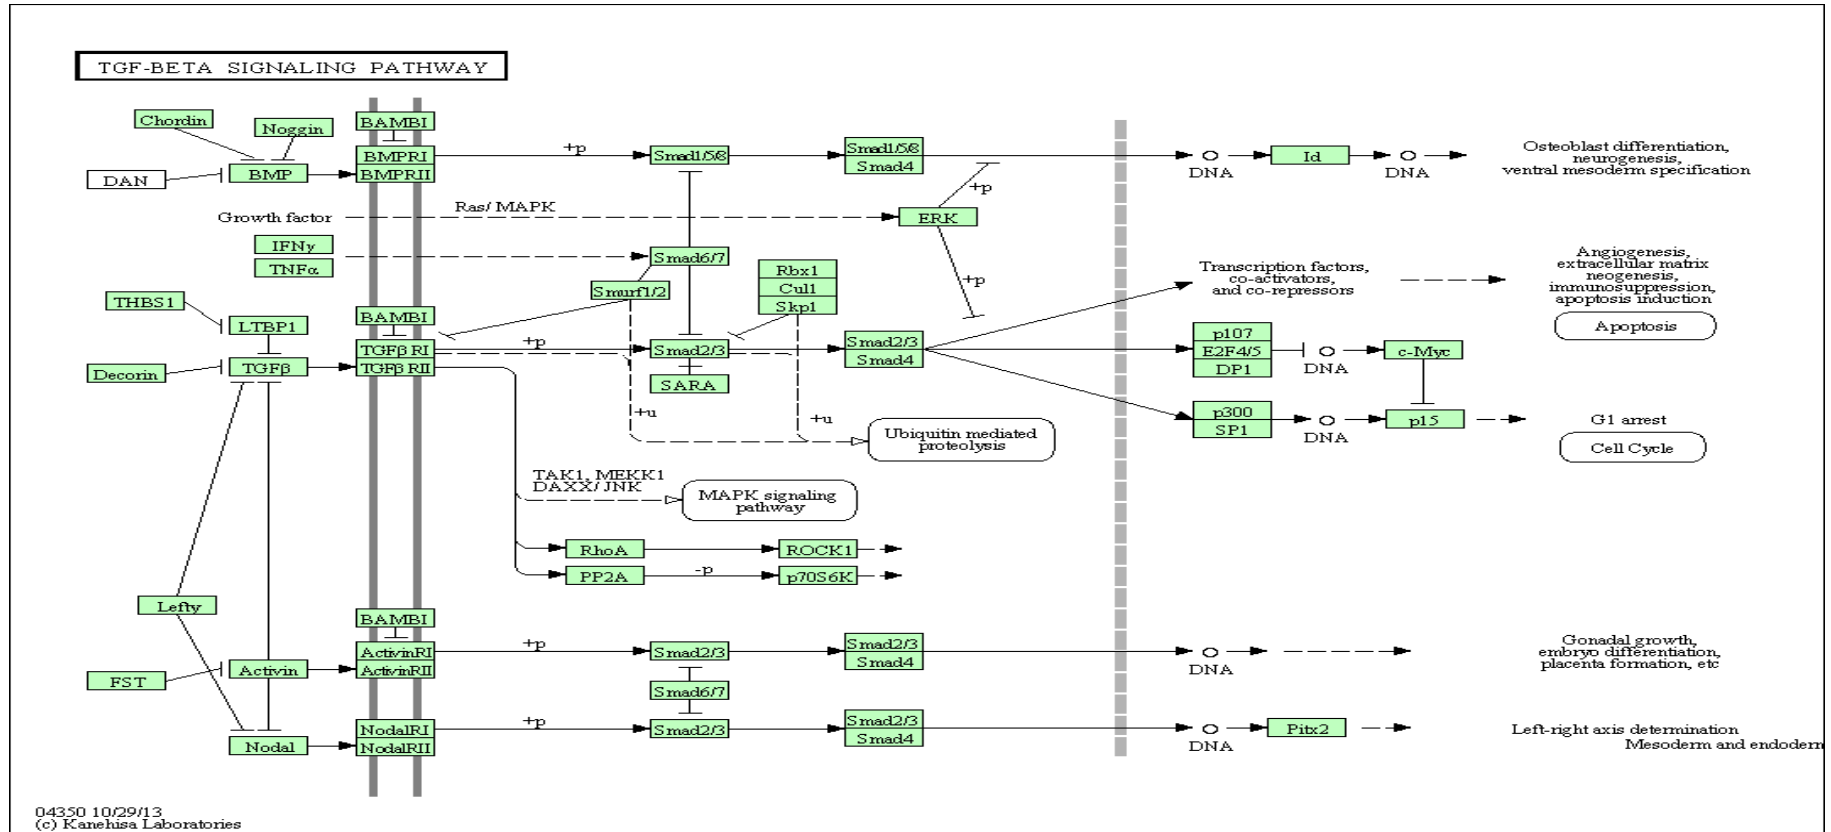 TGF-BETA SIGNALING PATHWAY
Chordin
Noggin
BAMBI
DAN
BMP
BMPRI
BMPRII
+p
Smad1/5/8
Smad1/5/8
Smad4
DNA
Id
DNA
Osteoblast differentiation,
neurogenesis,
ventral mesoderm specification
Growth factor
Ras/ MAPK
ERK
+p
+p
IFNγ
TNFα
Smad6/7
Smurf1/2
Rbx1
Cul1
Skp1
Transcription factors,
co-activators,
and co-repressors
Angiogenesis,
extracellular matrix
neogenesis,
immunosuppression,
apoptosis induction
Apoptosis
THBS1
LTBP1
BAMBI
Decorin
TGFβ
TGFβ RI
TGFβ RII
+p
Smad2/3
SARA
Smad2/3
Smad4
p107
E2F4/5
DP1
DNA
c-Myc
+u
+u
Ubiquitin mediated
proteolysis
p300
SP1
DNA
p15
G1 arrest
Cell Cycle
TAK1, MEKK1
DAXX/ JNK
MAPK signaling
pathway
RhoA
ROCK1
PP2A
-p
p70S6K
Lefty
BAMBI
FST
Activin
ActivinRI
ActivinRII
+p
Smad2/3
Smad2/3
Smad4
DNA
Gonadal growth,
embryo differentiation,
placenta formation, etc
Smad6/7
Nodal
NodalRI
NodalRII
+p
Smad2/3
Smad2/3
Smad4
DNA
Pitx2
Left-right axis determination
Mesoderm and endoderm
04350 10/29/13
(c) Kanehisa Laboratories